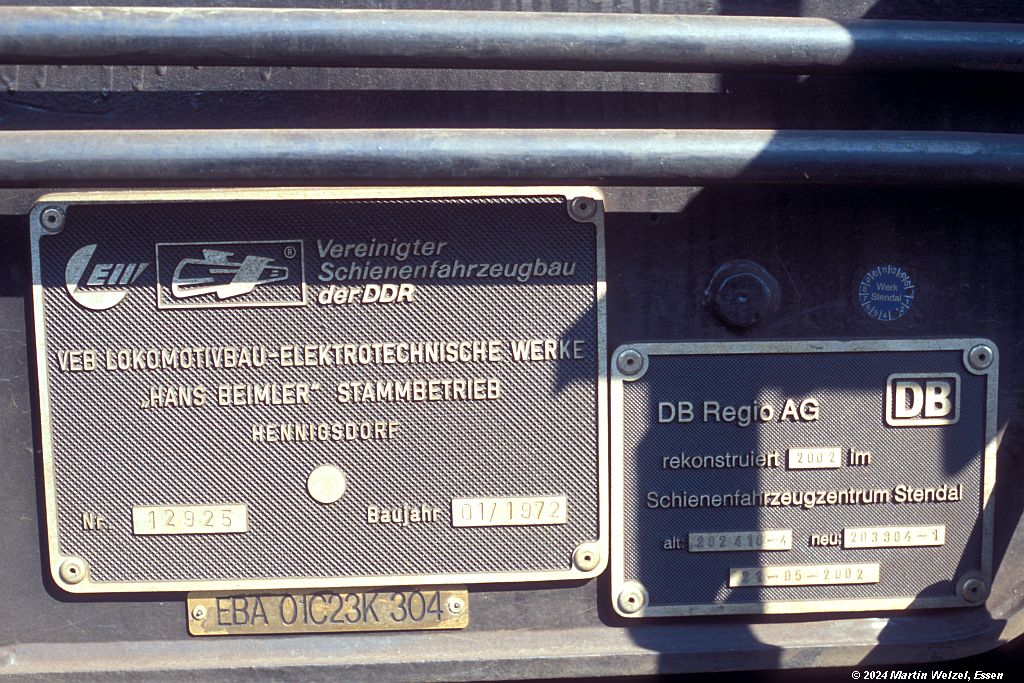 LEW
®
Vereinigter
Schienenfahrzeugbau
der DDR
VEB LOKOMOTIVBAU-ELEKTROTECHNISCHE WERKE
„HANS BEIMLER" STAMMBETRIEB
HENNIGSDORF
Nr. 12925 Baujahr 01/1972
EBA 01C23K 304
Werk
Stendal
DB
DB Regio AG
rekonstruiert 2002 im
Schienenfahrzeugzentrum Stendal
alt: 202410-4 neu: 203304-1
21-05-2002
© 2024 Martin Welzel, Essen